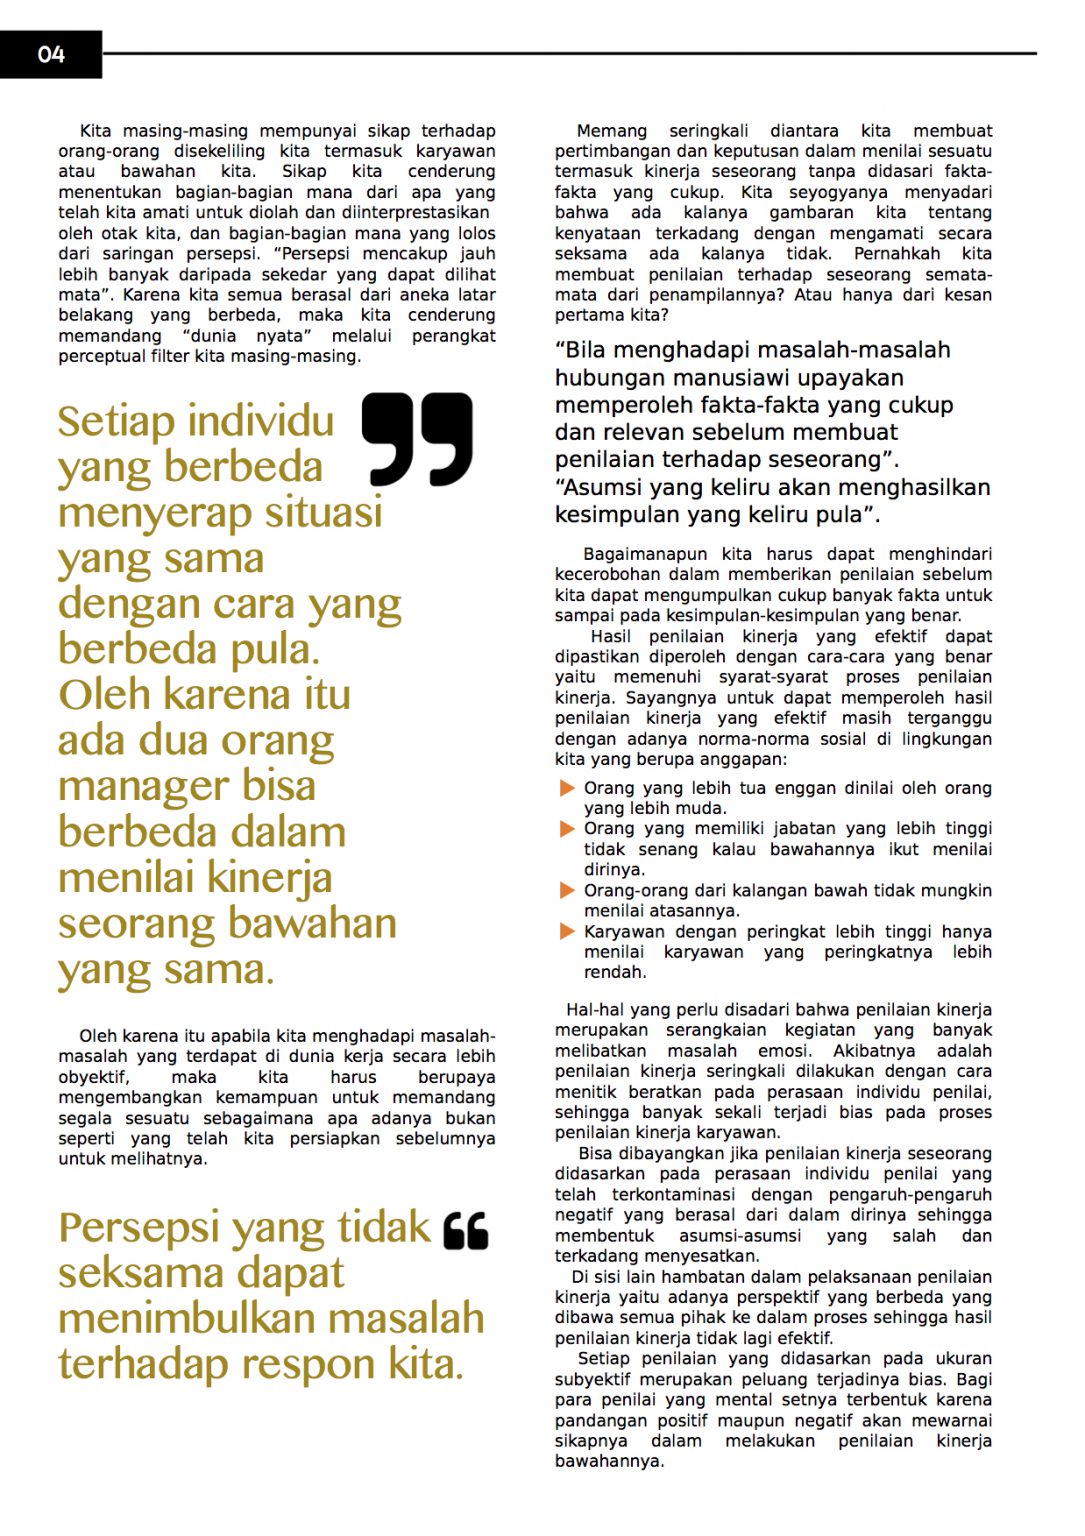 04
Kita masing-masing mempunyai sikap terhadap
orang-orang disekeliling kita termasuk karyawan
atau bawahan kita. Sikap kita cenderung
menentukan bagian-bagian mana dari apa yang
telah kita amati untuk diolah dan diinterprestasikan
oleh otak kita, dan bagian-bagian mana yang lolos
dari saringan persepsi. “Persepsi mencakup jauh
lebih banyak daripada sekedar yang dapat dilihat
mata”. Karena kita semua berasal dari aneka latar
belakang yang berbeda, maka kita cenderung
memandang “dunia nyata” melalui perangkat
perceptual filter kita masing-masing.
Setiap individu ”
yang berbeda
menyerap situasi
yang sama
dengan cara yang
berbeda pula.
Oleh karena itu
ada dua orang
manager bisa
berbeda dalam
menilai kinerja
seorang bawahan
yang sama.
Oleh karena itu apabila kita menghadapi masalah-
masalah yang terdapat di dunia kerja secara lebih
obyektif, maka kita harus berupaya
mengembangkan kemampuan untuk memandang
segala sesuatu sebagaimana apa adanya bukan
seperti yang telah kita persiapkan sebelumnya
untuk melihatnya.
Persepsi yang tidak “
seksama dapat
menimbulkan masalah
terhadap respon kita.
Memang seringkali diantara kita membuat
pertimbangan dan keputusan dalam menilai sesuatu
termasuk kinerja seseorang tanpa didasari fakta-
fakta yang cukup. Kita seyogyanya menyadari
bahwa ada kalanya gambaran kita tentang
kenyataan terkadang dengan mengamati secara
seksama ada kalanya tidak. Pernahkah kita
membuat penilaian terhadap seseorang semata-
mata dari penampilannya? Atau hanya dari kesan
pertama kita?
“Bila menghadapi masalah-masalah
hubungan manusiawi upayakan
memperoleh fakta-fakta yang cukup
dan relevan sebelum membuat
penilaian terhadap seseorang”.
“Asumsi yang keliru akan menghasilkan
kesimpulan yang keliru pula”.
Bagaimanapun kita harus dapat menghindari
kecerobohan dalam memberikan penilaian sebelum
kita dapat mengumpulkan cukup banyak fakta untuk
sampai pada kesimpulan-kesimpulan yang benar.
Hasil penilaian kinerja yang efektif dapat
dipastikan diperoleh dengan cara-cara yang benar
yaitu memenuhi syarat-syarat proses penilaian
kinerja. Sayangnya untuk dapat memperoleh hasil
penilaian kinerja yang efektif masih terganggu
dengan adanya norma-norma sosial di lingkungan
kita yang berupa anggapan:
Orang yang lebih tua enggan dinilai oleh orang
yang lebih muda.
Orang yang memiliki jabatan yang lebih tinggi
tidak senang kalau bawahannya ikut menilai
dirinya.
Orang-orang dari kalangan bawah tidak mungkin
menilai atasannya.
Karyawan dengan peringkat lebih tinggi hanya
menilai karyawan yang peringkatnya lebih
rendah.
Hal-hal yang perlu disadari bahwa penilaian kinerja
merupakan serangkaian kegiatan yang banyak
melibatkan masalah emosi. Akibatnya adalah
penilaian kinerja seringkali dilakukan dengan cara
menitik beratkan pada perasaan individu penilai,
sehingga banyak sekali terjadi bias pada proses
penilaian kinerja karyawan.
Bisa dibayangkan jika penilaian kinerja seseorang
didasarkan pada perasaan individu penilai yang
telah terkontaminasi dengan pengaruh-pengaruh
negatif yang berasal dari dalam dirinya sehingga
membentuk asumsi-asumsi yang salah dan
terkadang menyesatkan.
Di sisi lain hambatan dalam pelaksanaan penilaian
kinerja yaitu adanya perspektif yang berbeda yang
dibawa semua pihak ke dalam proses sehingga hasil
penilaian kinerja tidak lagi efektif.
Setiap penilaian yang didasarkan pada ukuran
subyektif merupakan peluang terjadinya bias. Bagi
para penilai yang mental setnya terbentuk karena
pandangan positif maupun negatif akan mewarnai
sikapnya dalam melakukan penilaian kinerja
bawahannya.